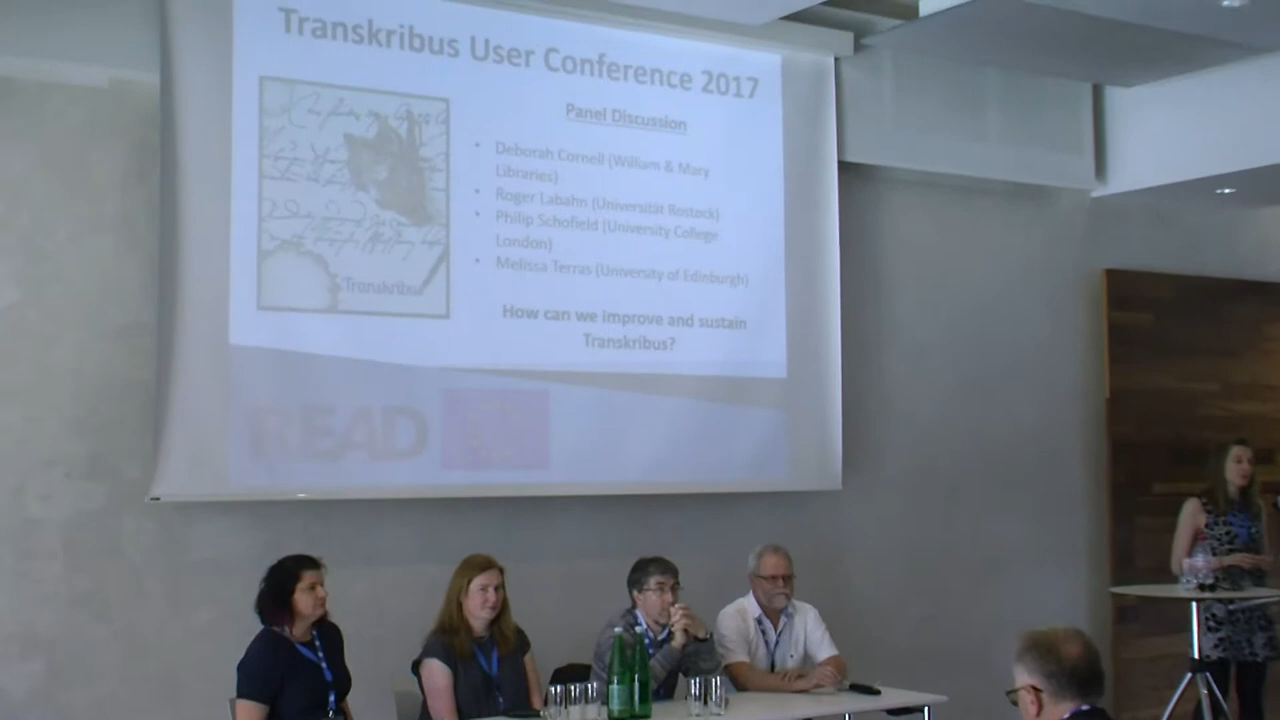 Transkribus User Conference 2017
Panel Discussion
• Deborah Cornell (William & Mary
Libraries)
• Roger Labahn (Universität Rostock)
• Philip Schofield (University College
London)
• Melissa Terras (University of Edinburgh)
How can we improve and sustain
Transkribus?
Transkribus
READ